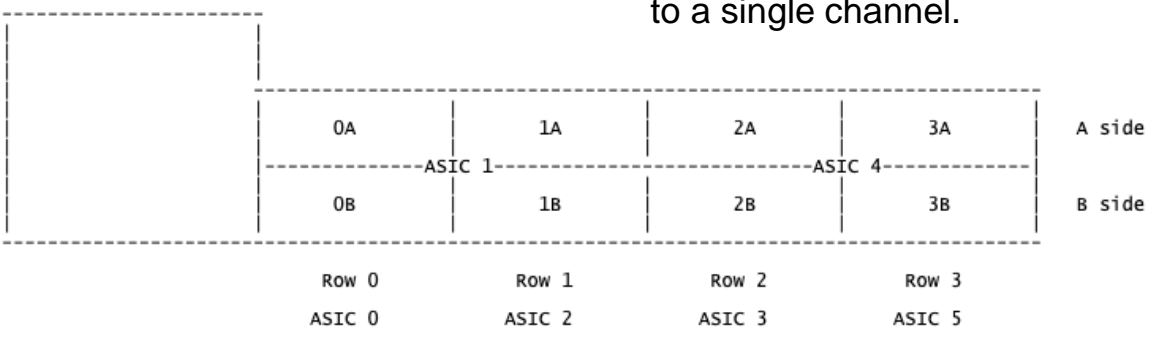 to a single channel.
0A 1A 2A 3A A side
ASIC 1 ASIC 4
0B 1B 2B 3B B side
Row 0 Row 1 Row 2 Row 3
ASIC 0 ASIC 2 ASIC 3 ASIC 5